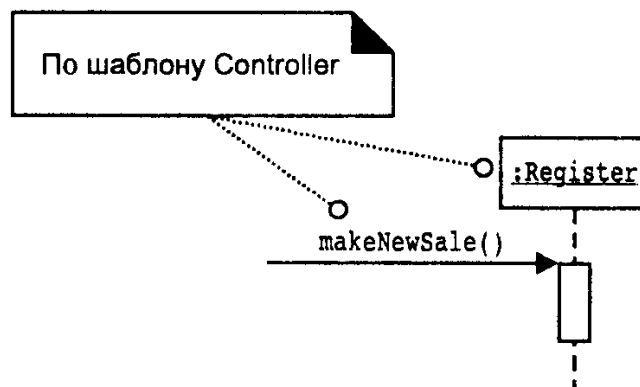 По шаблону Controller
:Register
makeNewSale()